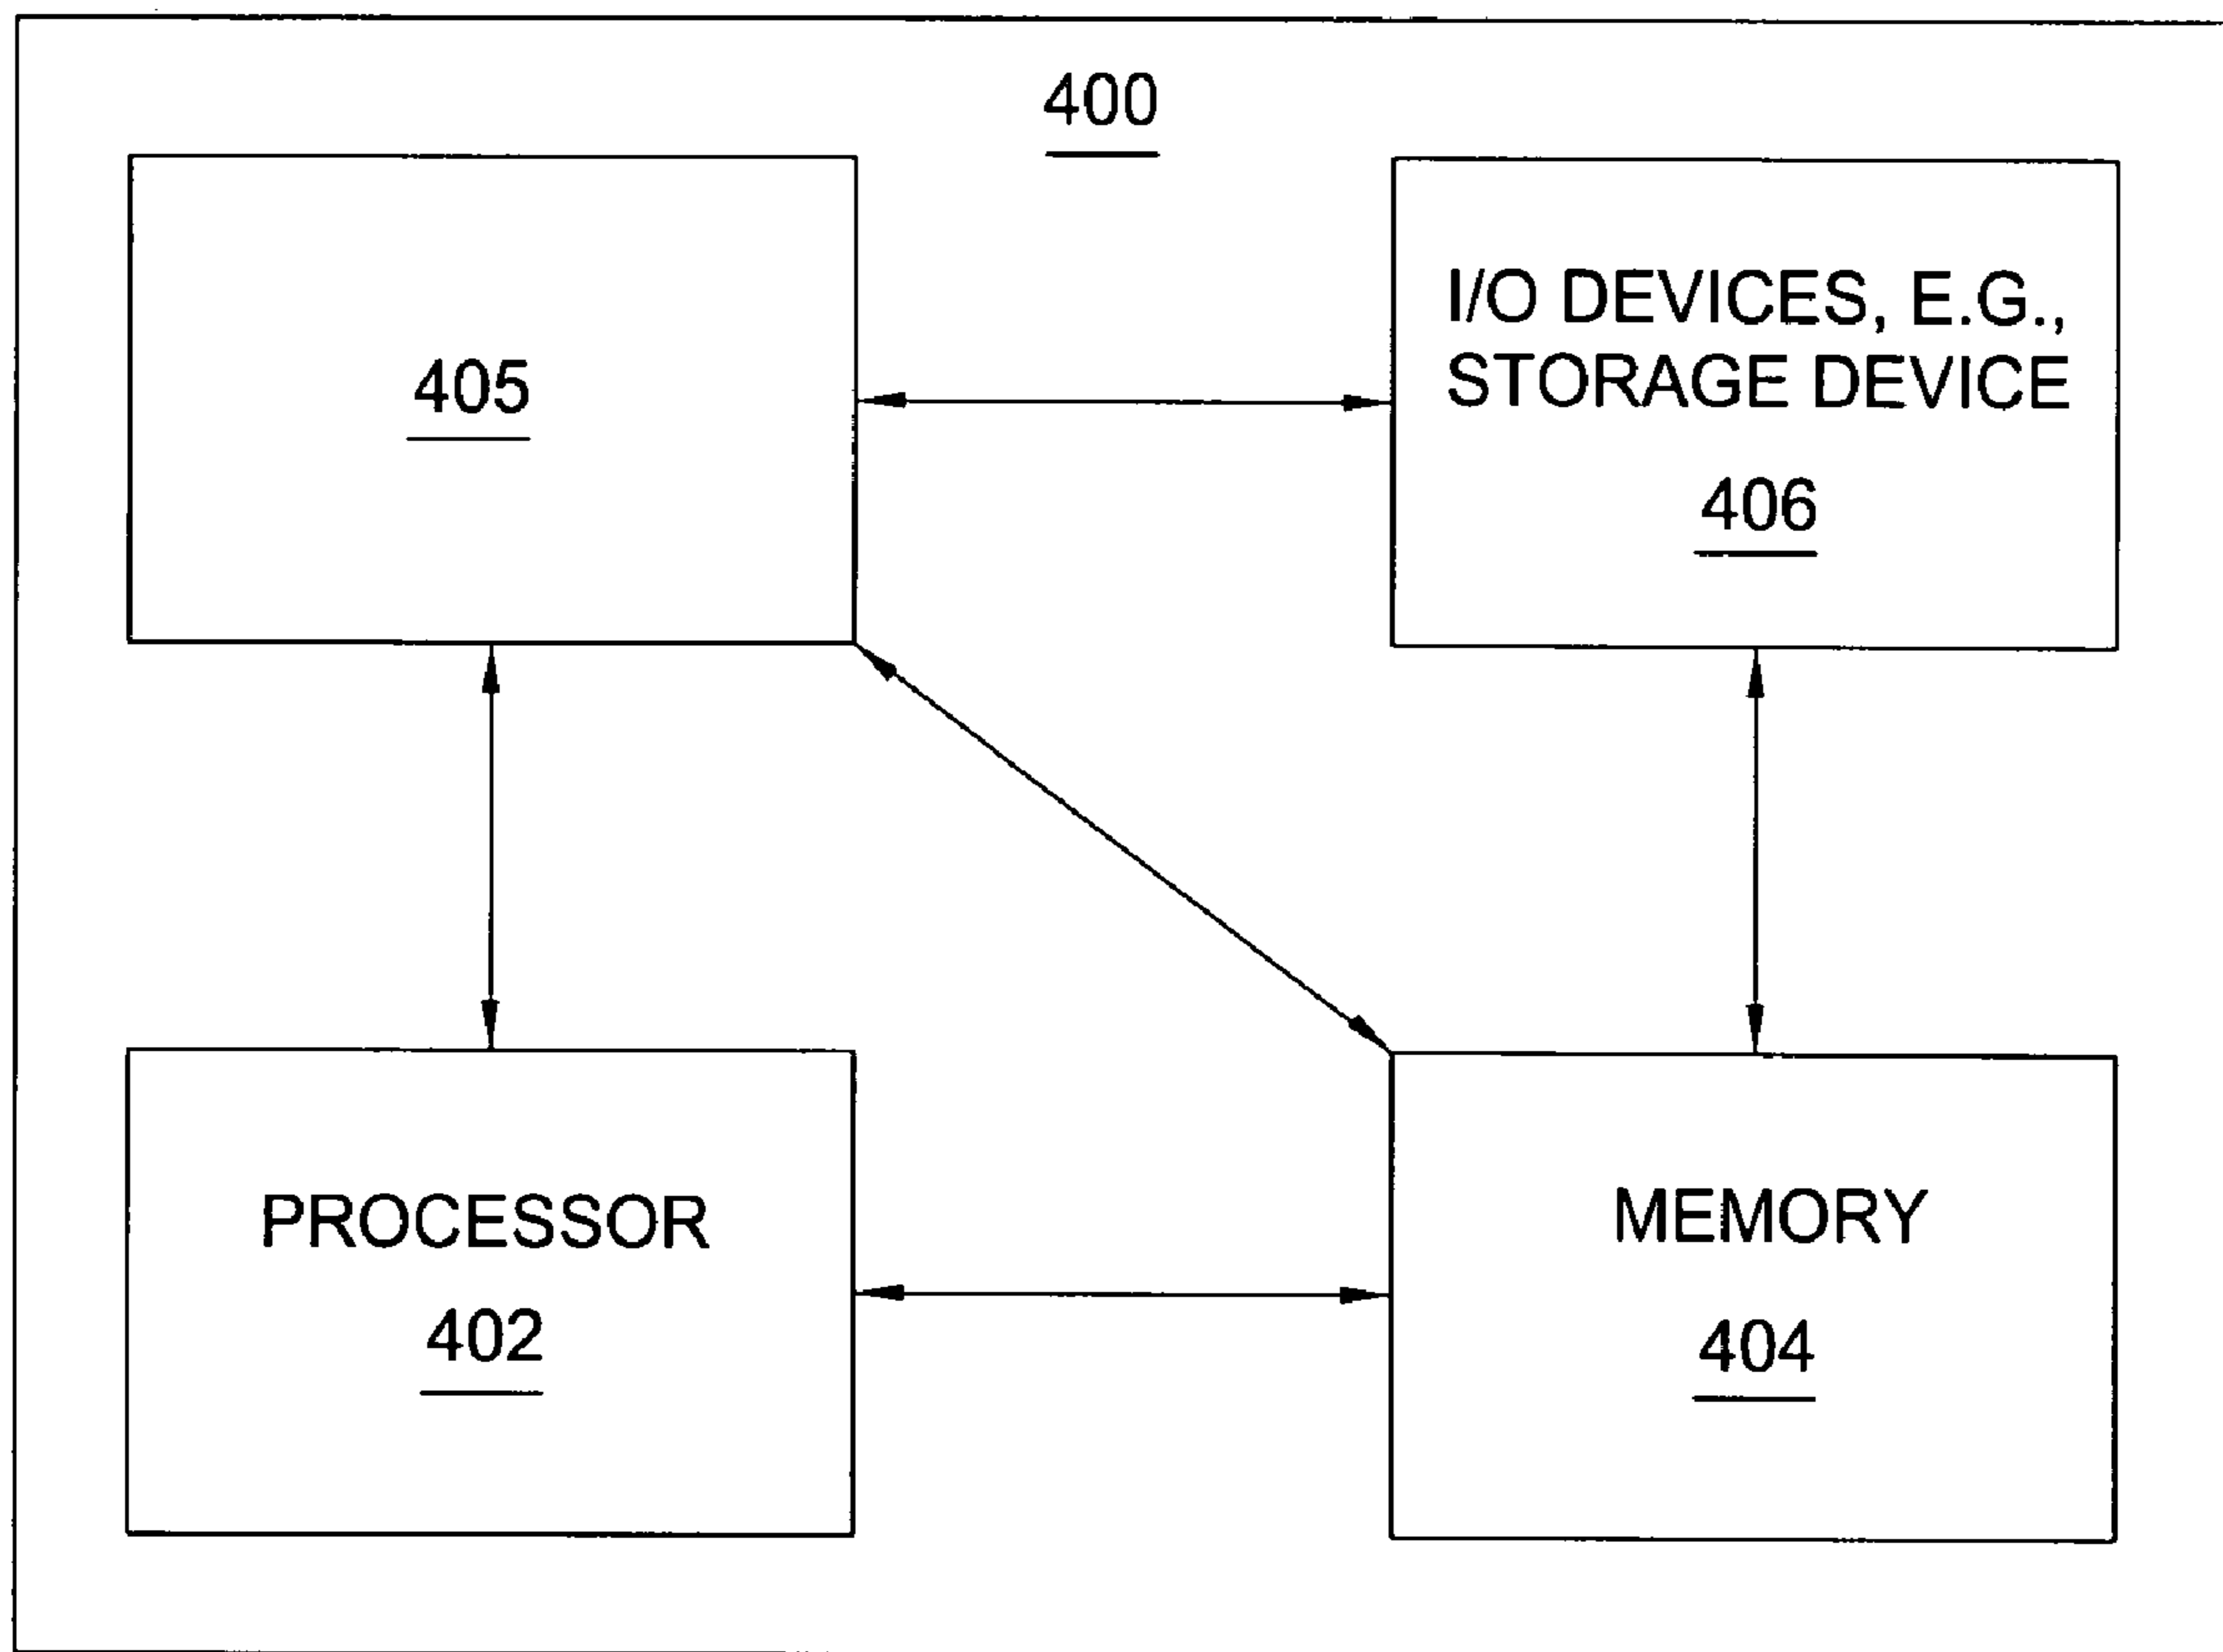 400
405
I/O DEVICES, E.G.,
STORAGE DEVICE
406
PROCESSOR
402
MEMORY
404